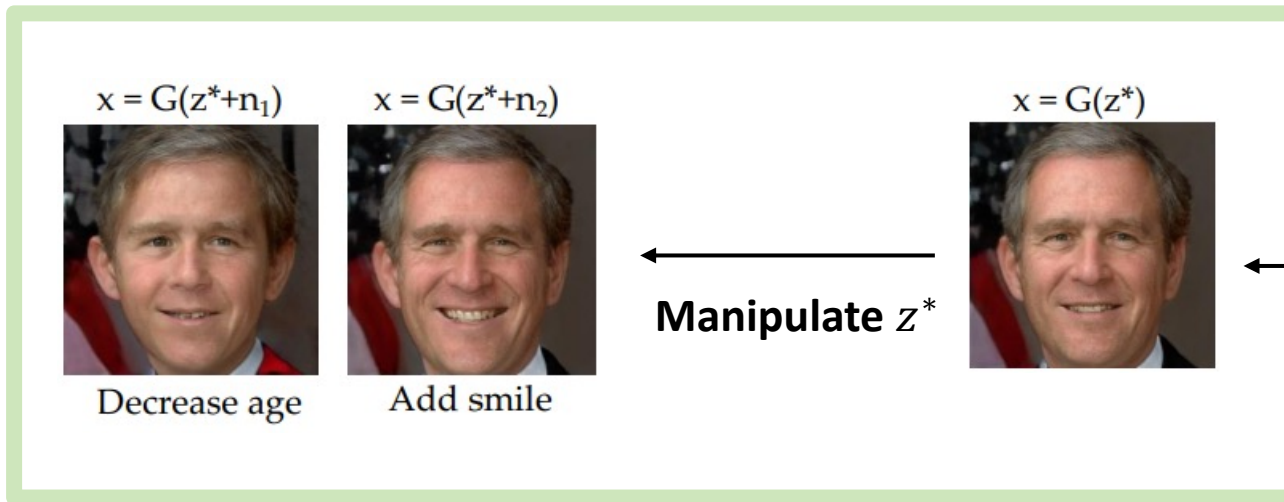 x = G(z*+n₁)
x = G(z*+n₂)
x = G(z*)
Manipulate z*
Decrease age
Add smile